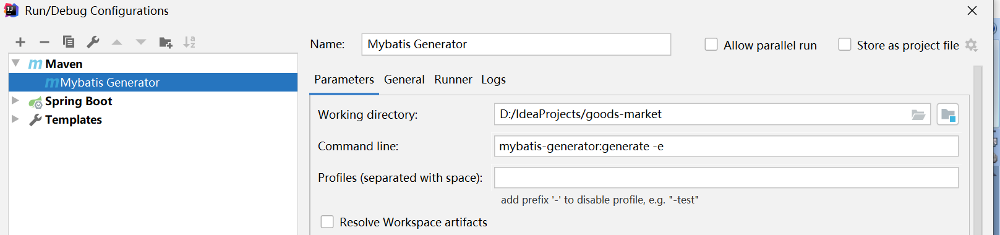 Run/Debug Configurations
Name: Mybatis Generator Allow parallel run Store as project file
Maven
Mybatis Generator
Spring Boot
Templates
Parameters General Runner Logs
Working directory: D:/IdeaProjects/goods-market
Command line: mybatis-generator:generate -e
Profiles (separated with space):
add prefix '-' to disable profile, e.g. "-test"
Resolve Workspace artifacts